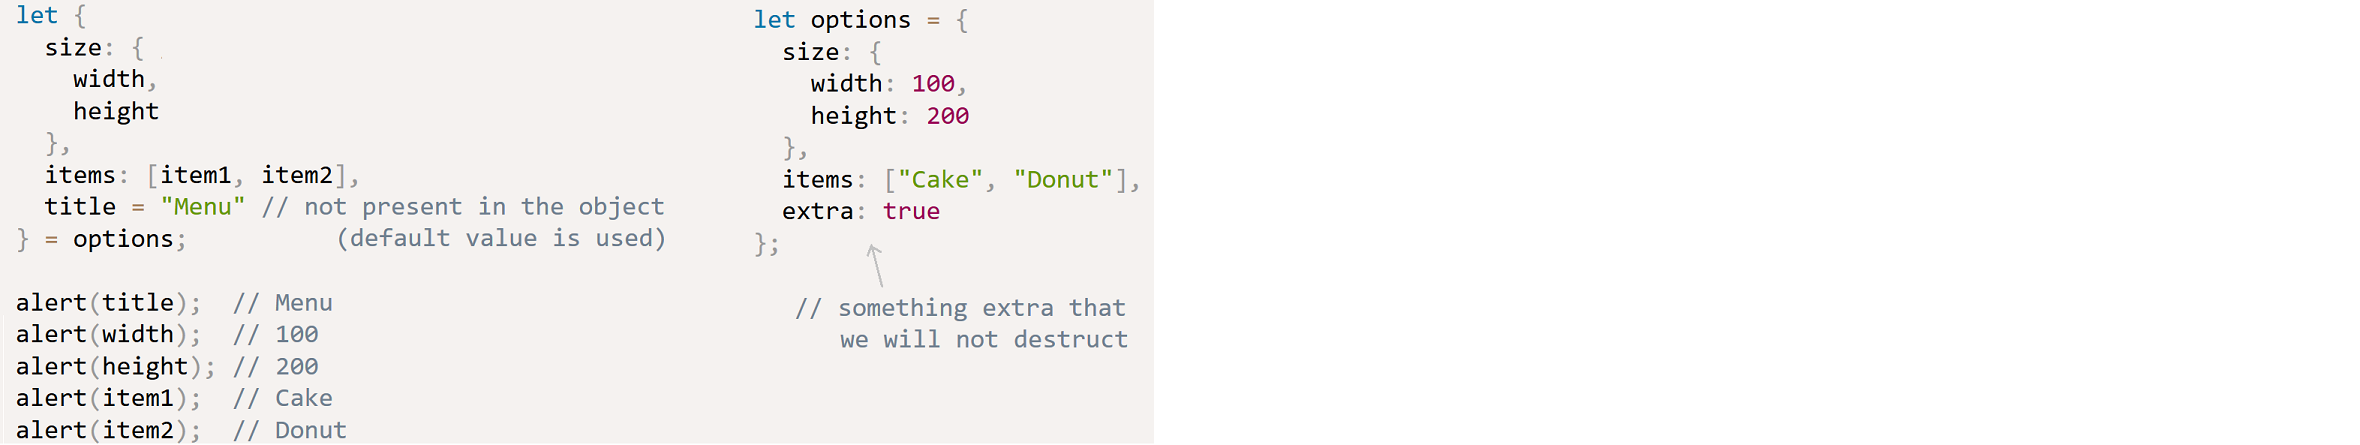 let {
  size: {
    width,
    height
  },
  items: [item1, item2],
  title = "Menu" // not present in the object
} = options;          (default value is used)

alert(title);  // Menu
alert(width);  // 100
alert(height); // 200
alert(item1);  // Cake
alert(item2);  // Donut
let options = {
  size: {
    width: 100,
    height: 200
  },
  items: ["Cake", "Donut"],
  extra: true
};
// something extra that
we will not destruct